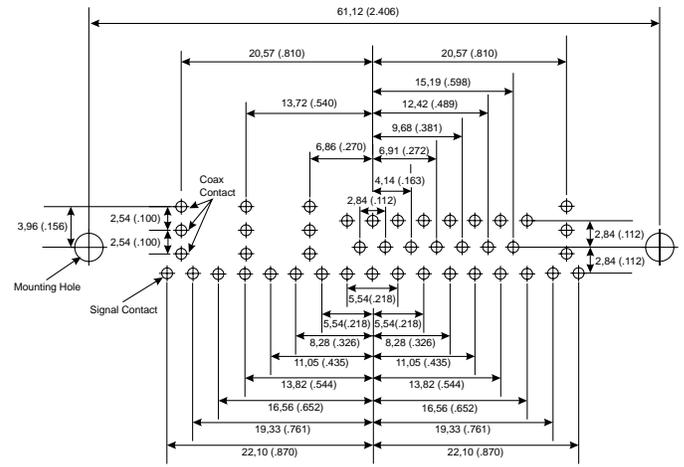 61,12 (2.406)
20,57 (.810) 20,57 (.810)
15,19 (.598)
13,72 (.540) 12,42 (.489)
9,68 (.381)
6,86 (.270) 6,91 (.272)
Coax
Contact
4,14 (.163)
2,84 (.112)
3,96 (.156)
2,54 (.100)
2,54 (.100)
2,84 (.112)
2,84 (.112)
Mounting Hole
Signal Contact
5,54(.218)
5,54(.218) 5,54(.218)
8,28 (.326) 8,28 (.326)
11,05 (.435) 11,05 (.435)
13,82 (.544) 13,82 (.544)
16,56 (.652) 16,56 (.652)
19,33 (.761) 19,33 (.761)
22,10 (.870) 22,10 (.870)